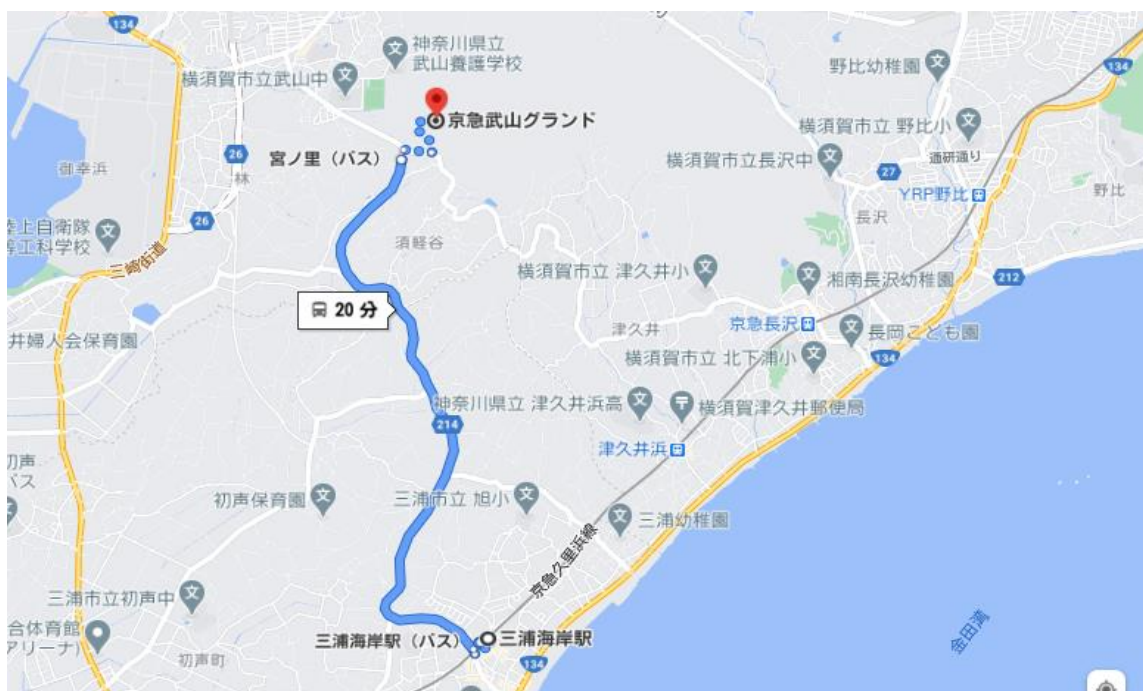 134
神奈川県立
武山養護学校
横須賀市立武山中
野比幼稚園
134
京急武山グランド
横須賀市立 野比小
通研通り
宮ノ里（バス）
横須賀市立長沢中
27
26
林
御幸浜
YRP野比
野比
長沢
陸上自衛隊
等工科学校
26
三崎街道
須軽谷
横須賀市立 津久井小
湘南長沢幼稚園
212
20 分
井婦人会保育園
津久井
京急長沢
長岡こども園
横須賀市立 北下浦小
134
神奈川県立 津久井浜高
横須賀津久井郵便局
214
津久井浜
初声
バス
初声保育園
三浦市立 旭小
三浦幼稚園
京急久里浜線
三浦市立初声中
合体育館
アリーナ）
初声町
三浦海岸駅（バス）
三浦海岸駅
134
金田湾